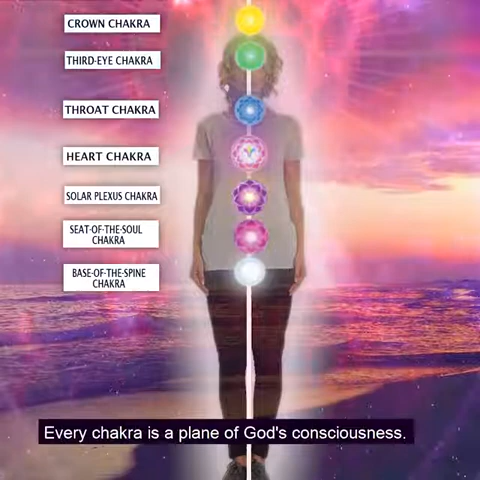 CROWN CHAKRA
THIRD-EYE CHAKRA
THROAT CHAKRA
HEART CHAKRA
SOLAR PLEXUS CHAKRA
SEAT-OF-THE-SOUL
CHAKRA
BASE-OF-THE-SPINE
CHAKRA
Every chakra is a plane of God's consciousness.